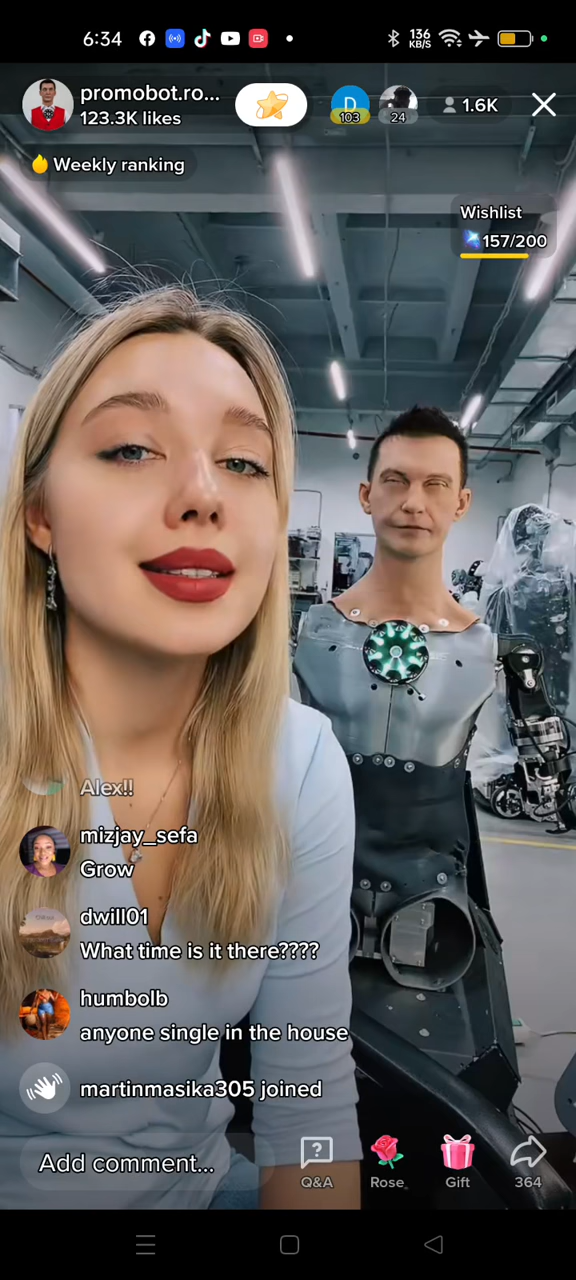 6:34
136
KB/S
promobot.ro...
123.3K likes
D
103
24
1.6K
Weekly ranking
Wishlist
157/200
Alex!!
mizjay_sefa
Grow
dwill01
What time is it there????
humbolb
anyone single in the house
martinmasika305 joined
Add comment...
Q&A
Rose
Gift
364